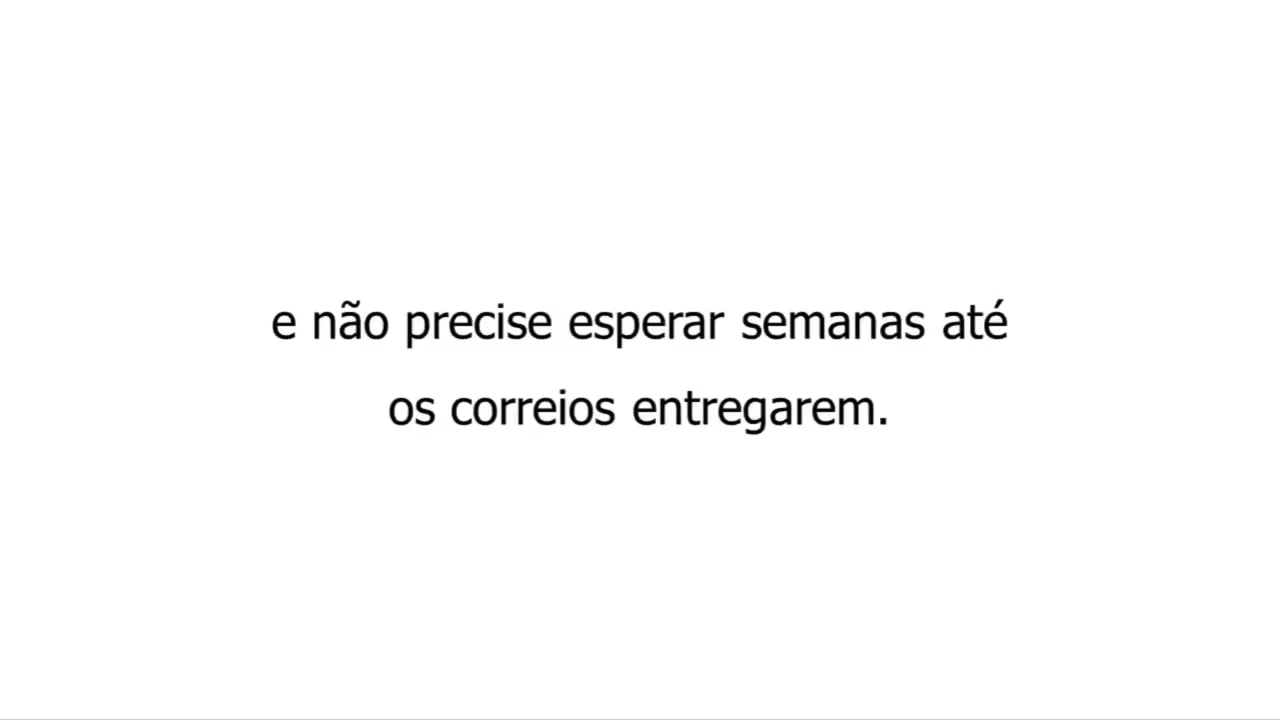 e não precise esperar semanas até
os correios entregarem.